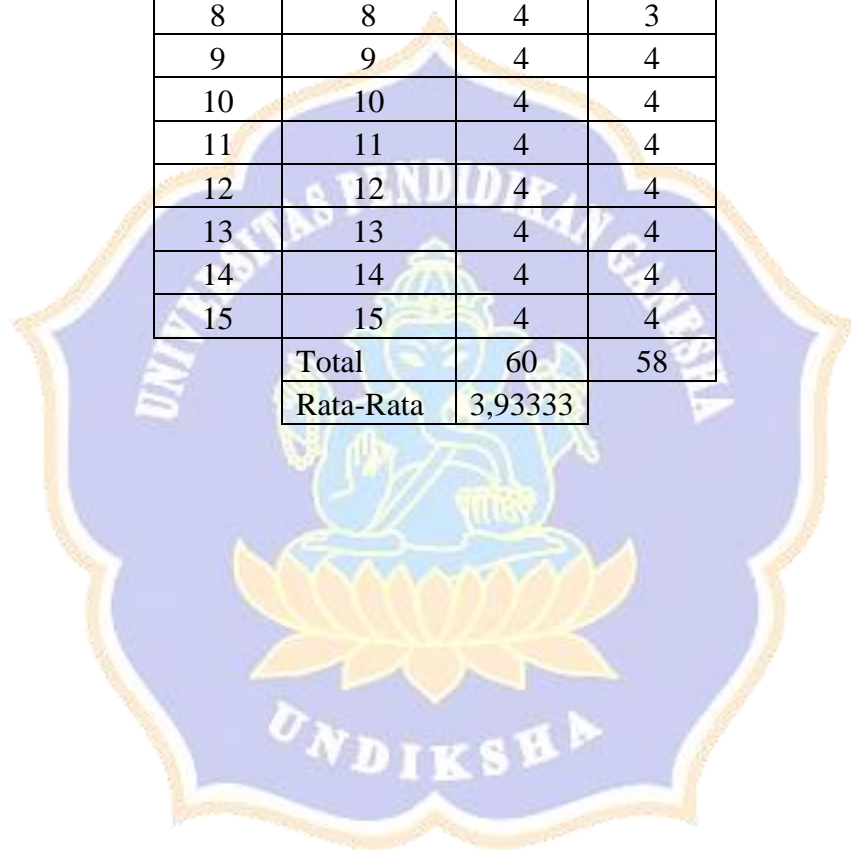 8 8 4 3
9 9 4 4
10 10 4 4
11 11 4 4
12 12 4 4
13 13 4 4
14 14 4 4
15 15 4 4
Total 60 58
Rata-Rata 3,93333
UNIVERSITAS PENDIDIKAN GANESHA
UNDIKSHA